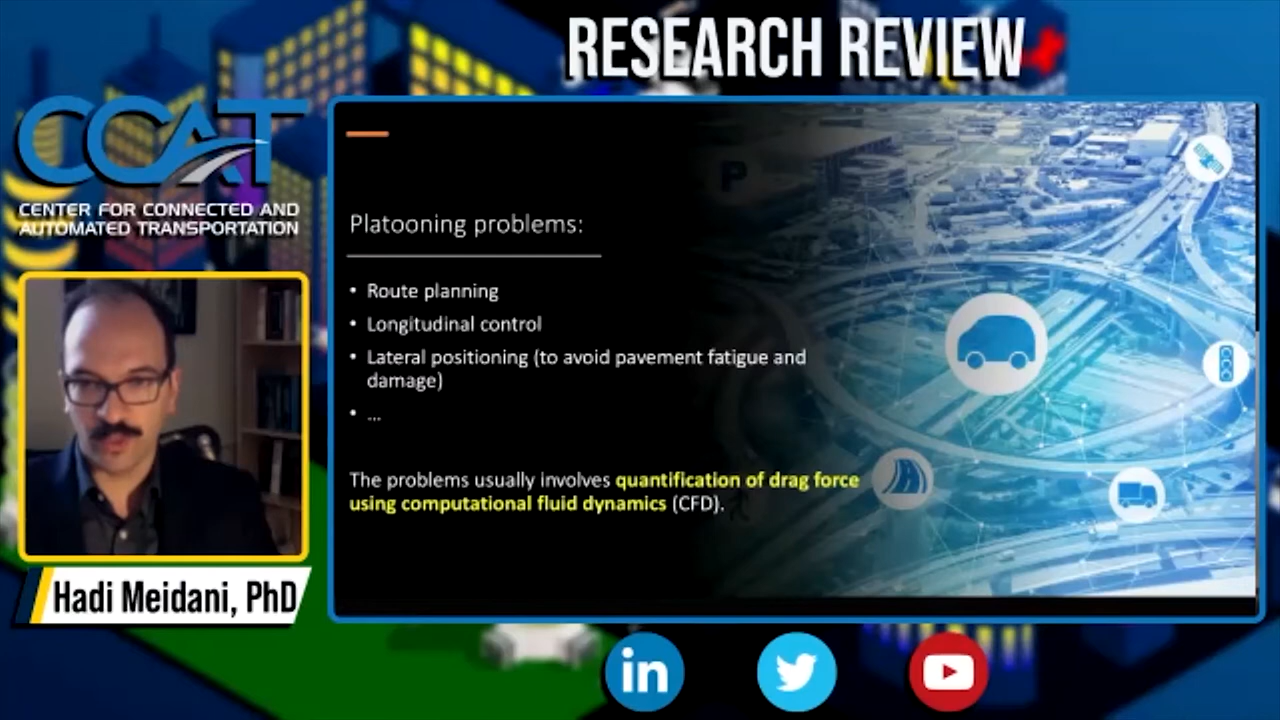 RESEARCH REVIEW
CCAT
CENTER FOR CONNECTED AND
AUTOMATED TRANSPORTATION
Hadi Meidani, PhD
P
Platooning problems:
• Route planning
• Longitudinal control
• Lateral positioning (to avoid pavement fatigue and
damage)
• ...
The problems usually involves quantification of drag force
using computational fluid dynamics (CFD).
in